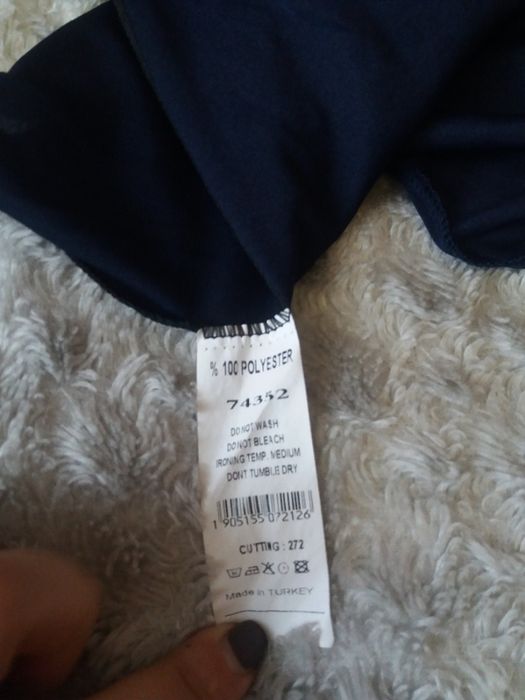 % 100 POLYESTER
74352
DO NOT WASH
DO NOT BLEACH
IRONING TEMP. MEDIUM
DONT TUMBLE DRY
1 905155 072126
CUTTING : 272
Made in TURKEY